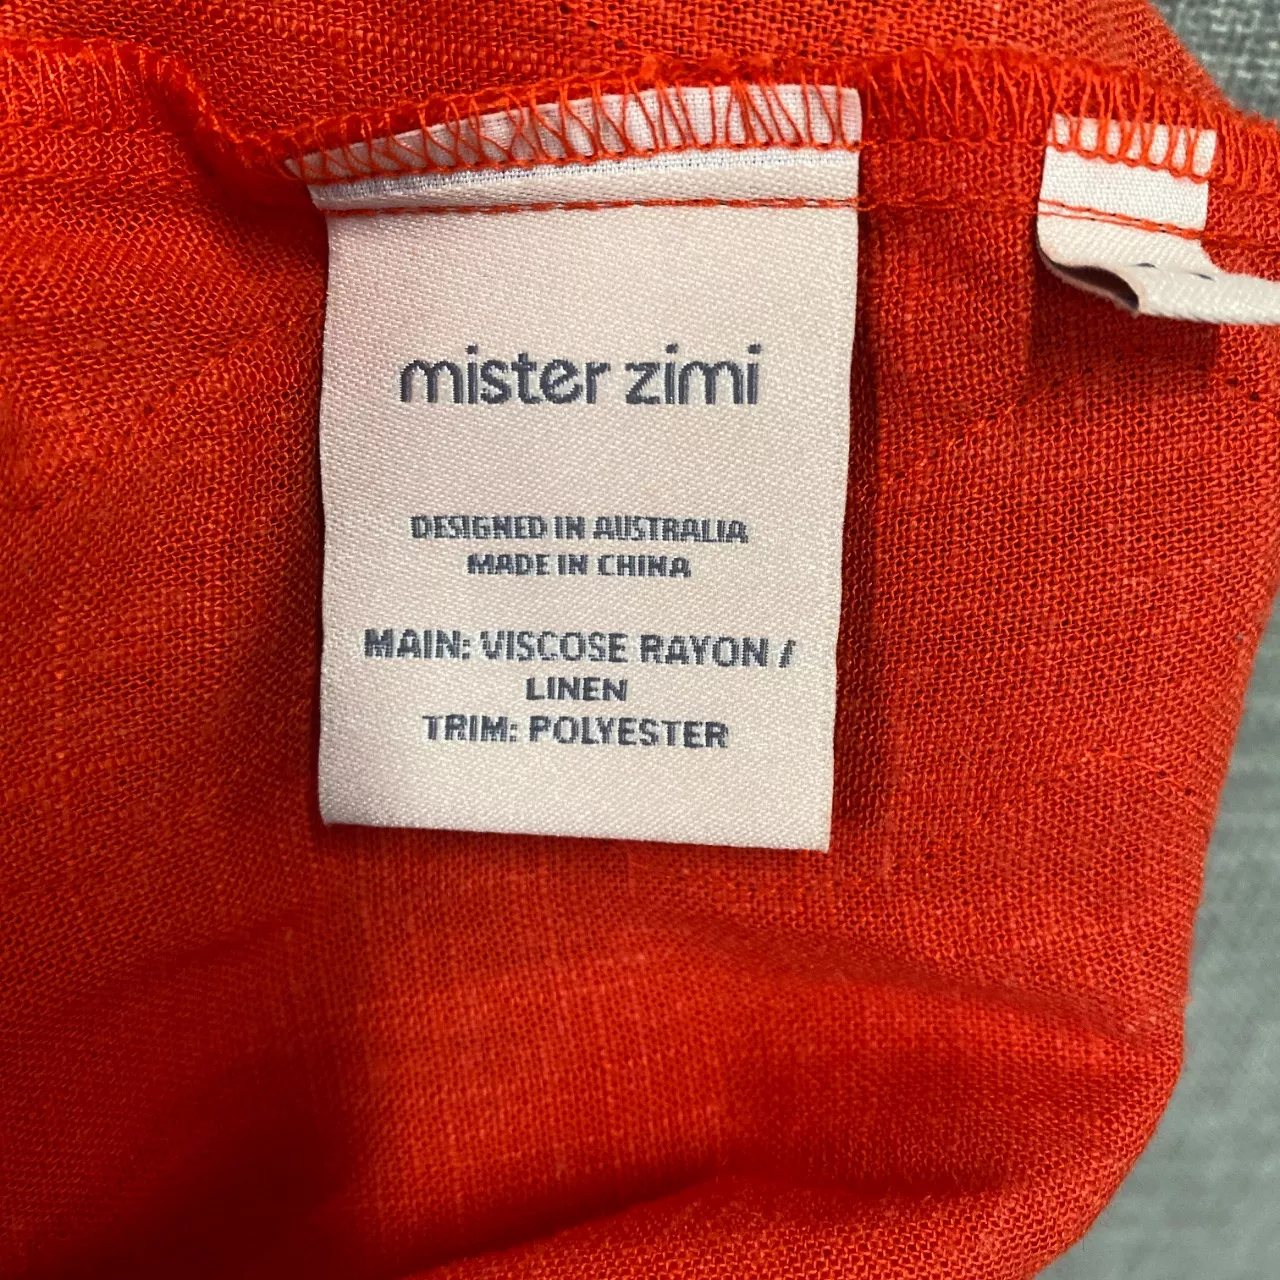 mister zimi
DESIGNED IN AUSTRALIA
MADE IN CHINA
MAIN: VISCOSE RAYON /
LINEN
TRIM: POLYESTER